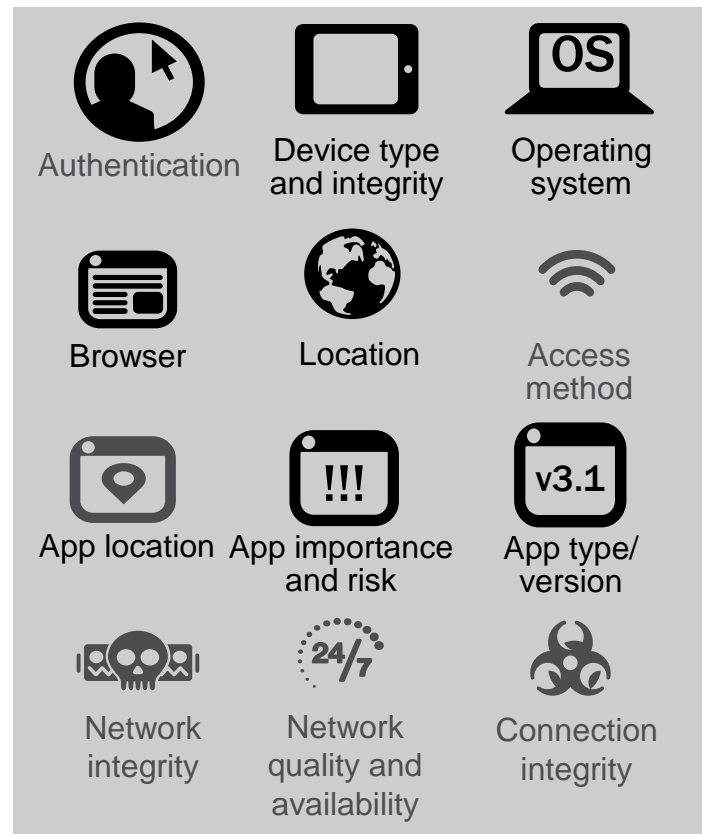 OS
Authentication
Device type
and integrity
Operating
system
Browser
Location
Access
method
!!!
v3.1
App location
App importance
and risk
App type/
version
24/7
Network
integrity
Network
quality and
availability
Connection
integrity